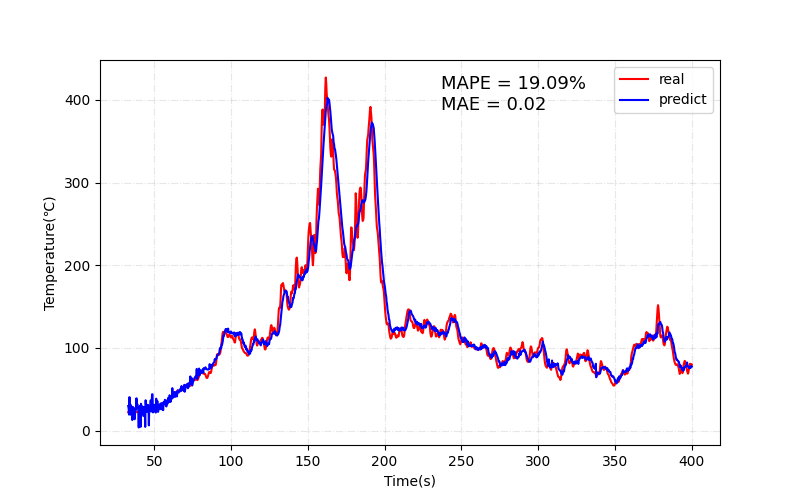 MAPE = 19.09%
MAE = 0.02
real
predict
Temperature(℃)
400
300
200
100
0
50
100
150
200
250
300
350
400
Time(s)